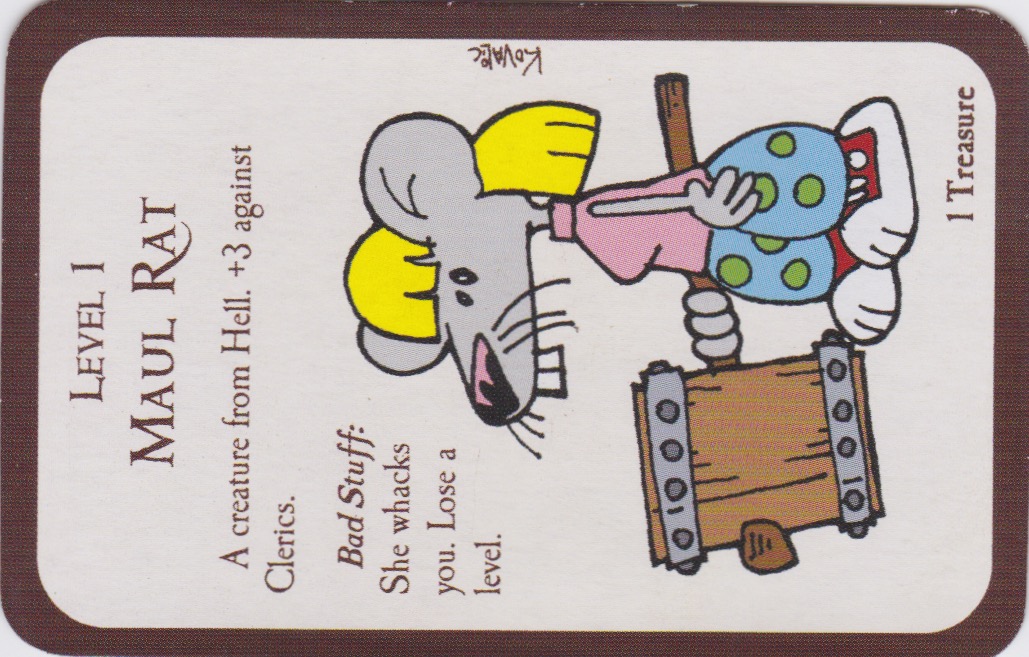 LEVEL 1
MAUL RAT
A creature from Hell. +3 against
Clerics.
Bad Stuff:
She whacks
you. Lose a
level.
KOVALIC
1 Treasure